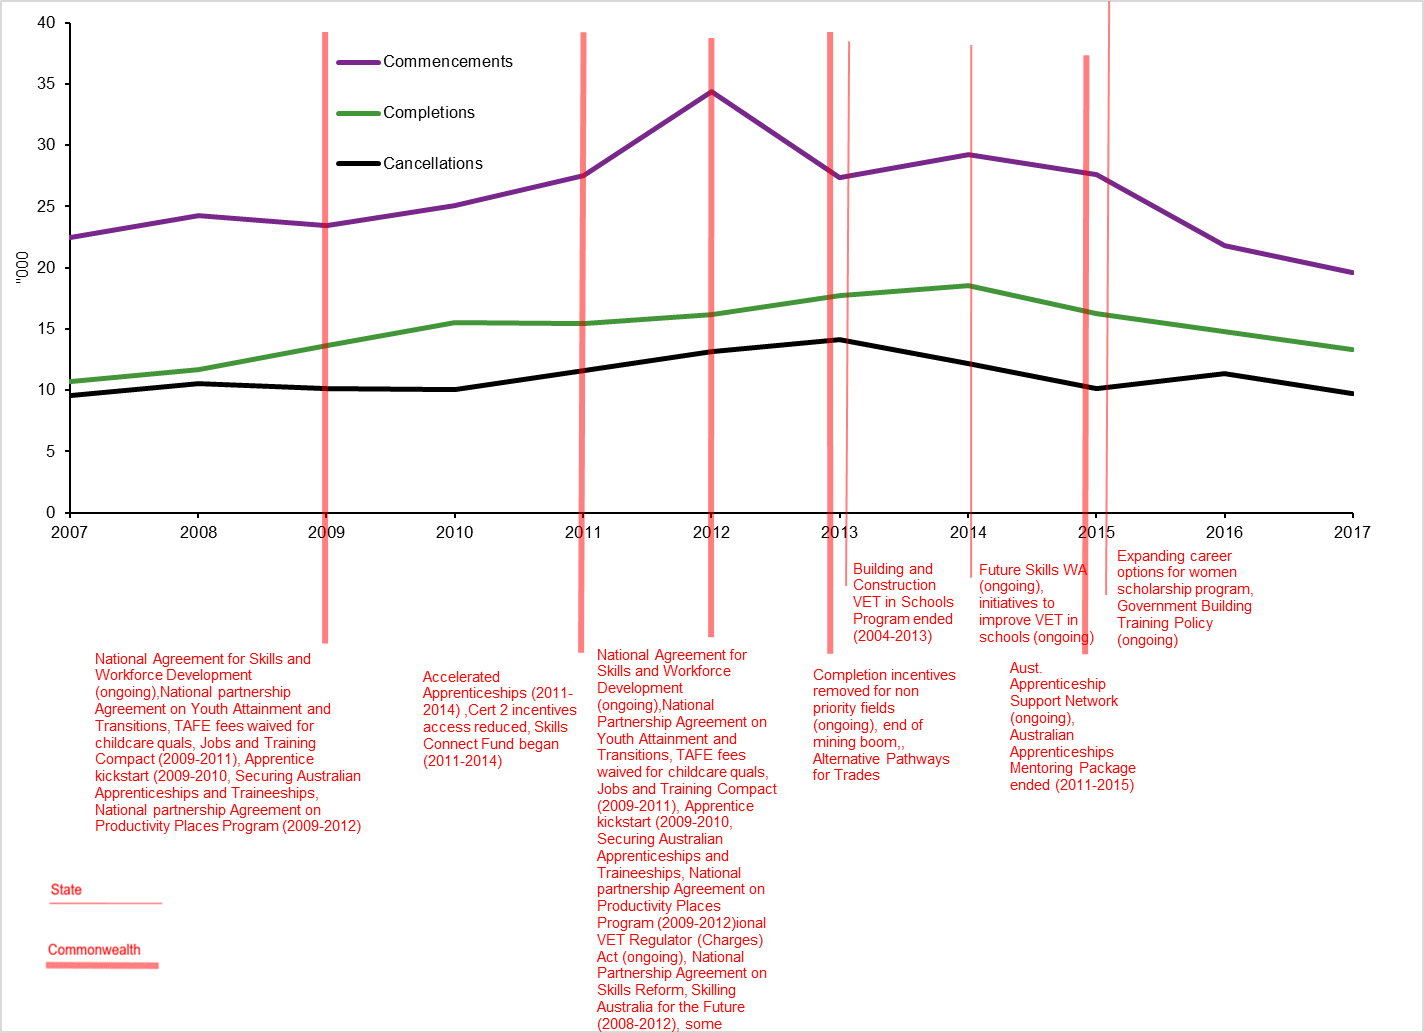 40
35
30
25
20
15
10
5
0
"000
Commencements
Completions
Cancellations
2007
2008
2009
2010
2011
2012
2013
2014
2015
2016
2017
National Agreement for Skills and
Workforce Development
(ongoing),National partnership
Agreement on Youth Attainment and
Transitions, TAFE fees waived for
childcare quals, Jobs and Training
Compact (2009-2011), Apprentice
kickstart (2009-2010, Securing Australian
Apprenticeships and Traineeships,
National partnership Agreement on
Productivity Places Program (2009-2012)
Accelerated
Apprenticeships (2011-
2014) ,Cert 2 incentives
access reduced, Skills
Connect Fund began
(2011-2014)
National Agreement for
Skills and Workforce
Development
(ongoing),National
Partnership Agreement on
Youth Attainment and
Transitions, TAFE fees
waived for childcare quals,
Jobs and Training Compact
(2009-2011), Apprentice
kickstart (2009-2010,
Securing Australian
Apprenticeships and
Traineeships, National
partnership Agreement on
Productivity Places
Program (2009-2012)ional
VET Regulator (Charges)
Act (ongoing), National
Partnership Agreement on
Skills Reform, Skilling
Australia for the Future
(2008-2012), some
Building and
Construction
VET in Schools
Program ended
(2004-2013)
Completion incentives
removed for non
priority fields
(ongoing), end of
mining boom,,
Alternative Pathways
for Trades
Future Skills WA
(ongoing),
initiatives to
improve VET in
schools (ongoing)
Aust.
Apprenticeship
Support Network
(ongoing),
Australian
Apprenticeships
Mentoring Package
ended (2011-2015)
Expanding career
options for women
scholarship program,
Government Building
Training Policy
(ongoing)
State
Commonwealth